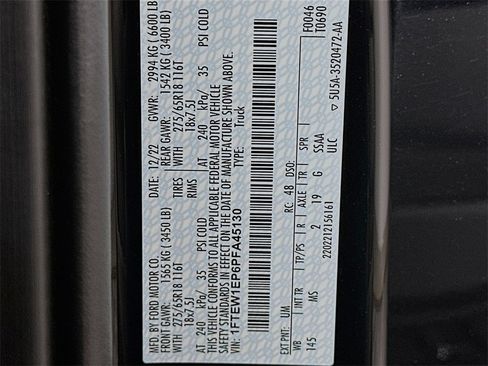 MFD. BY FORD MOTOR CO. DATE: 12/22 GVWR: 2994 KG ( 6600 LB
FRONT GAWR: 1565 KG ( 3450 LB) REAR GAWR: 1542 KG ( 3400 LB)
275/65R18 116T TIRES WITH 275/65R18 116T
18x7.5J RIMS 18x7.5J
AT 240 kPa/ 35 PSI COLD AT 240 kPa/ 35 PSI COLD
THIS VEHICLE CONFORMS TO ALL APPLICABLE FEDERAL MOTOR VEHICLE
STANDARDS IN EFFECT ON THE DATE OF MANUFACTURE SHOWN ABOVE.
1FTEW1EP6PFA45130 TYPE: Truck
F0046
T0690
EXT PNT: UM RC: 48 DSO:
WB INT TR TP/PS R AXLE TR SPR
145 MS 2 19 G SSAA
220221215616I ULC ▽ 5U5A-3520472-AA